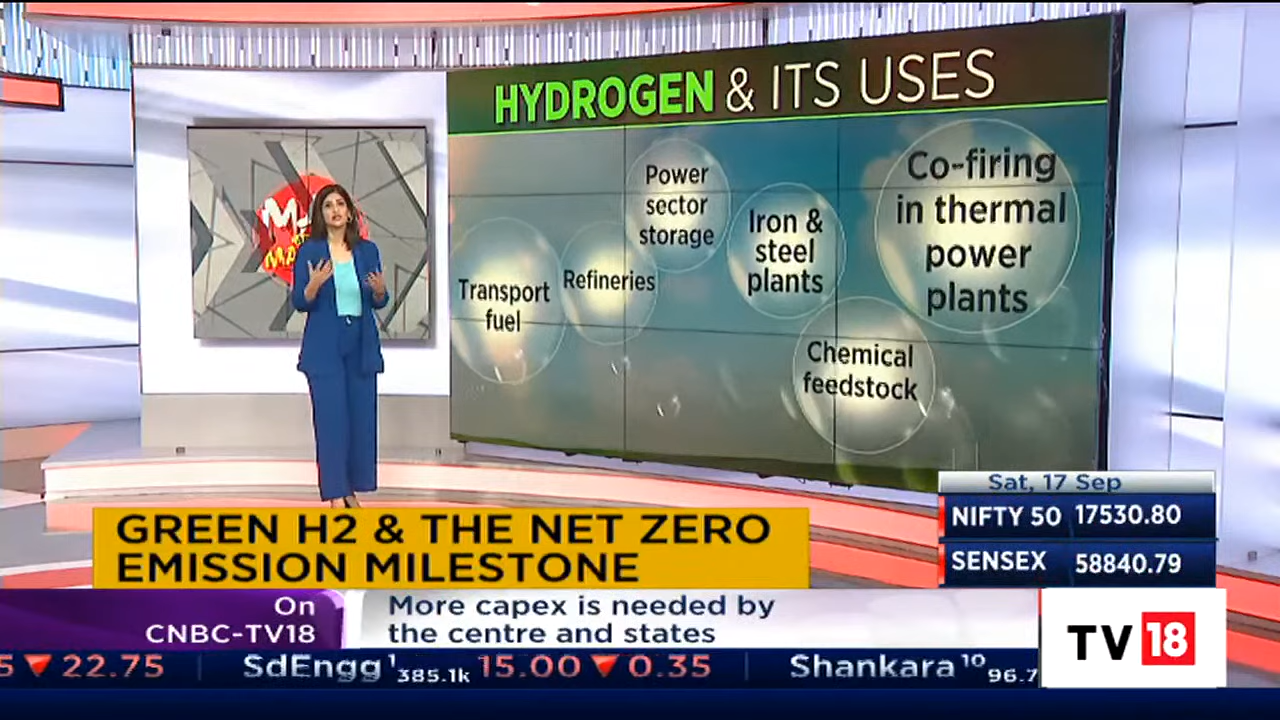 HYDROGEN & ITS USES
Transport
fuel
Refineries
Power
sector
storage
Iron &
steel
plants
Chemical
feedstock
Co-firing
in thermal
power
plants
GREEN H2 & THE NET ZERO
EMISSION MILESTONE
Sat, 17 Sep
NIFTY 50 17530.80
SENSEX 58840.79
On
CNBC-TV18
More capex is needed by
the centre and states
TV18
5 ▼ 22.75 SdEngg 1, 385.1k 15.00 ▼ 0.35 Shankara 10 96.7